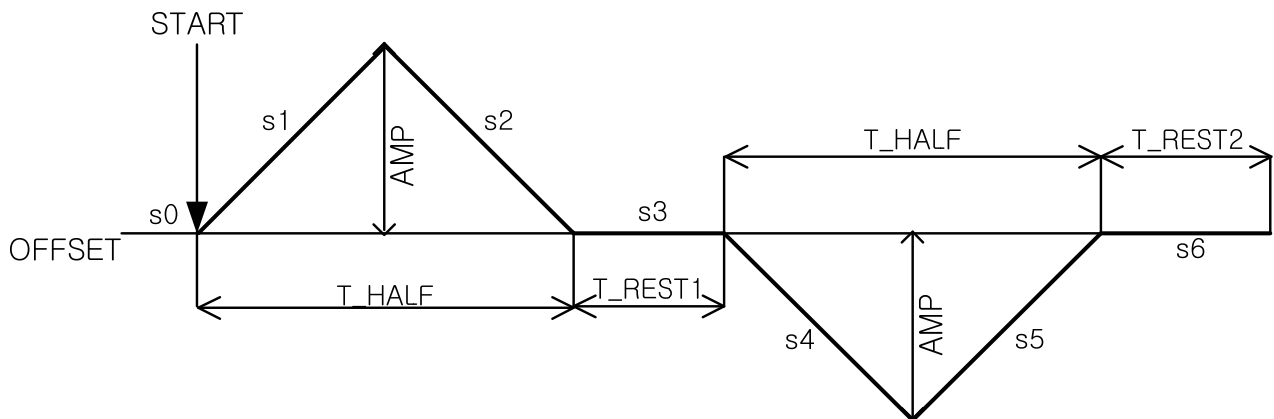 START
s1
s2
AMP
T_HALF
T_REST2
s0
s3
OFFSET
s6
T_HALF
T_REST1
s4
AMP
s5